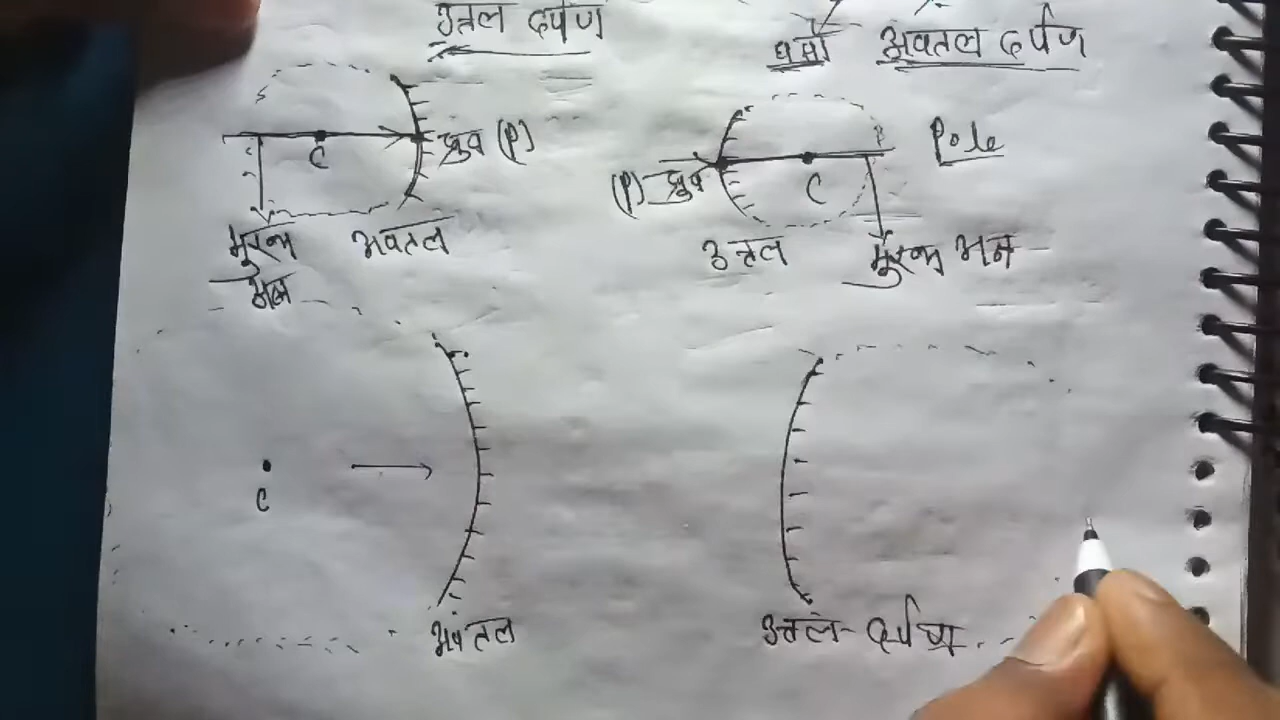 उत्तल दर्पण
अवतल दर्पण
ध्रुव (P)
C
Pole
(P) ध्रुव
C
मुख्य अवतल
अक्ष
उत्तल मुख्य अक्ष
C
अवतल
उत्तल दर्पण